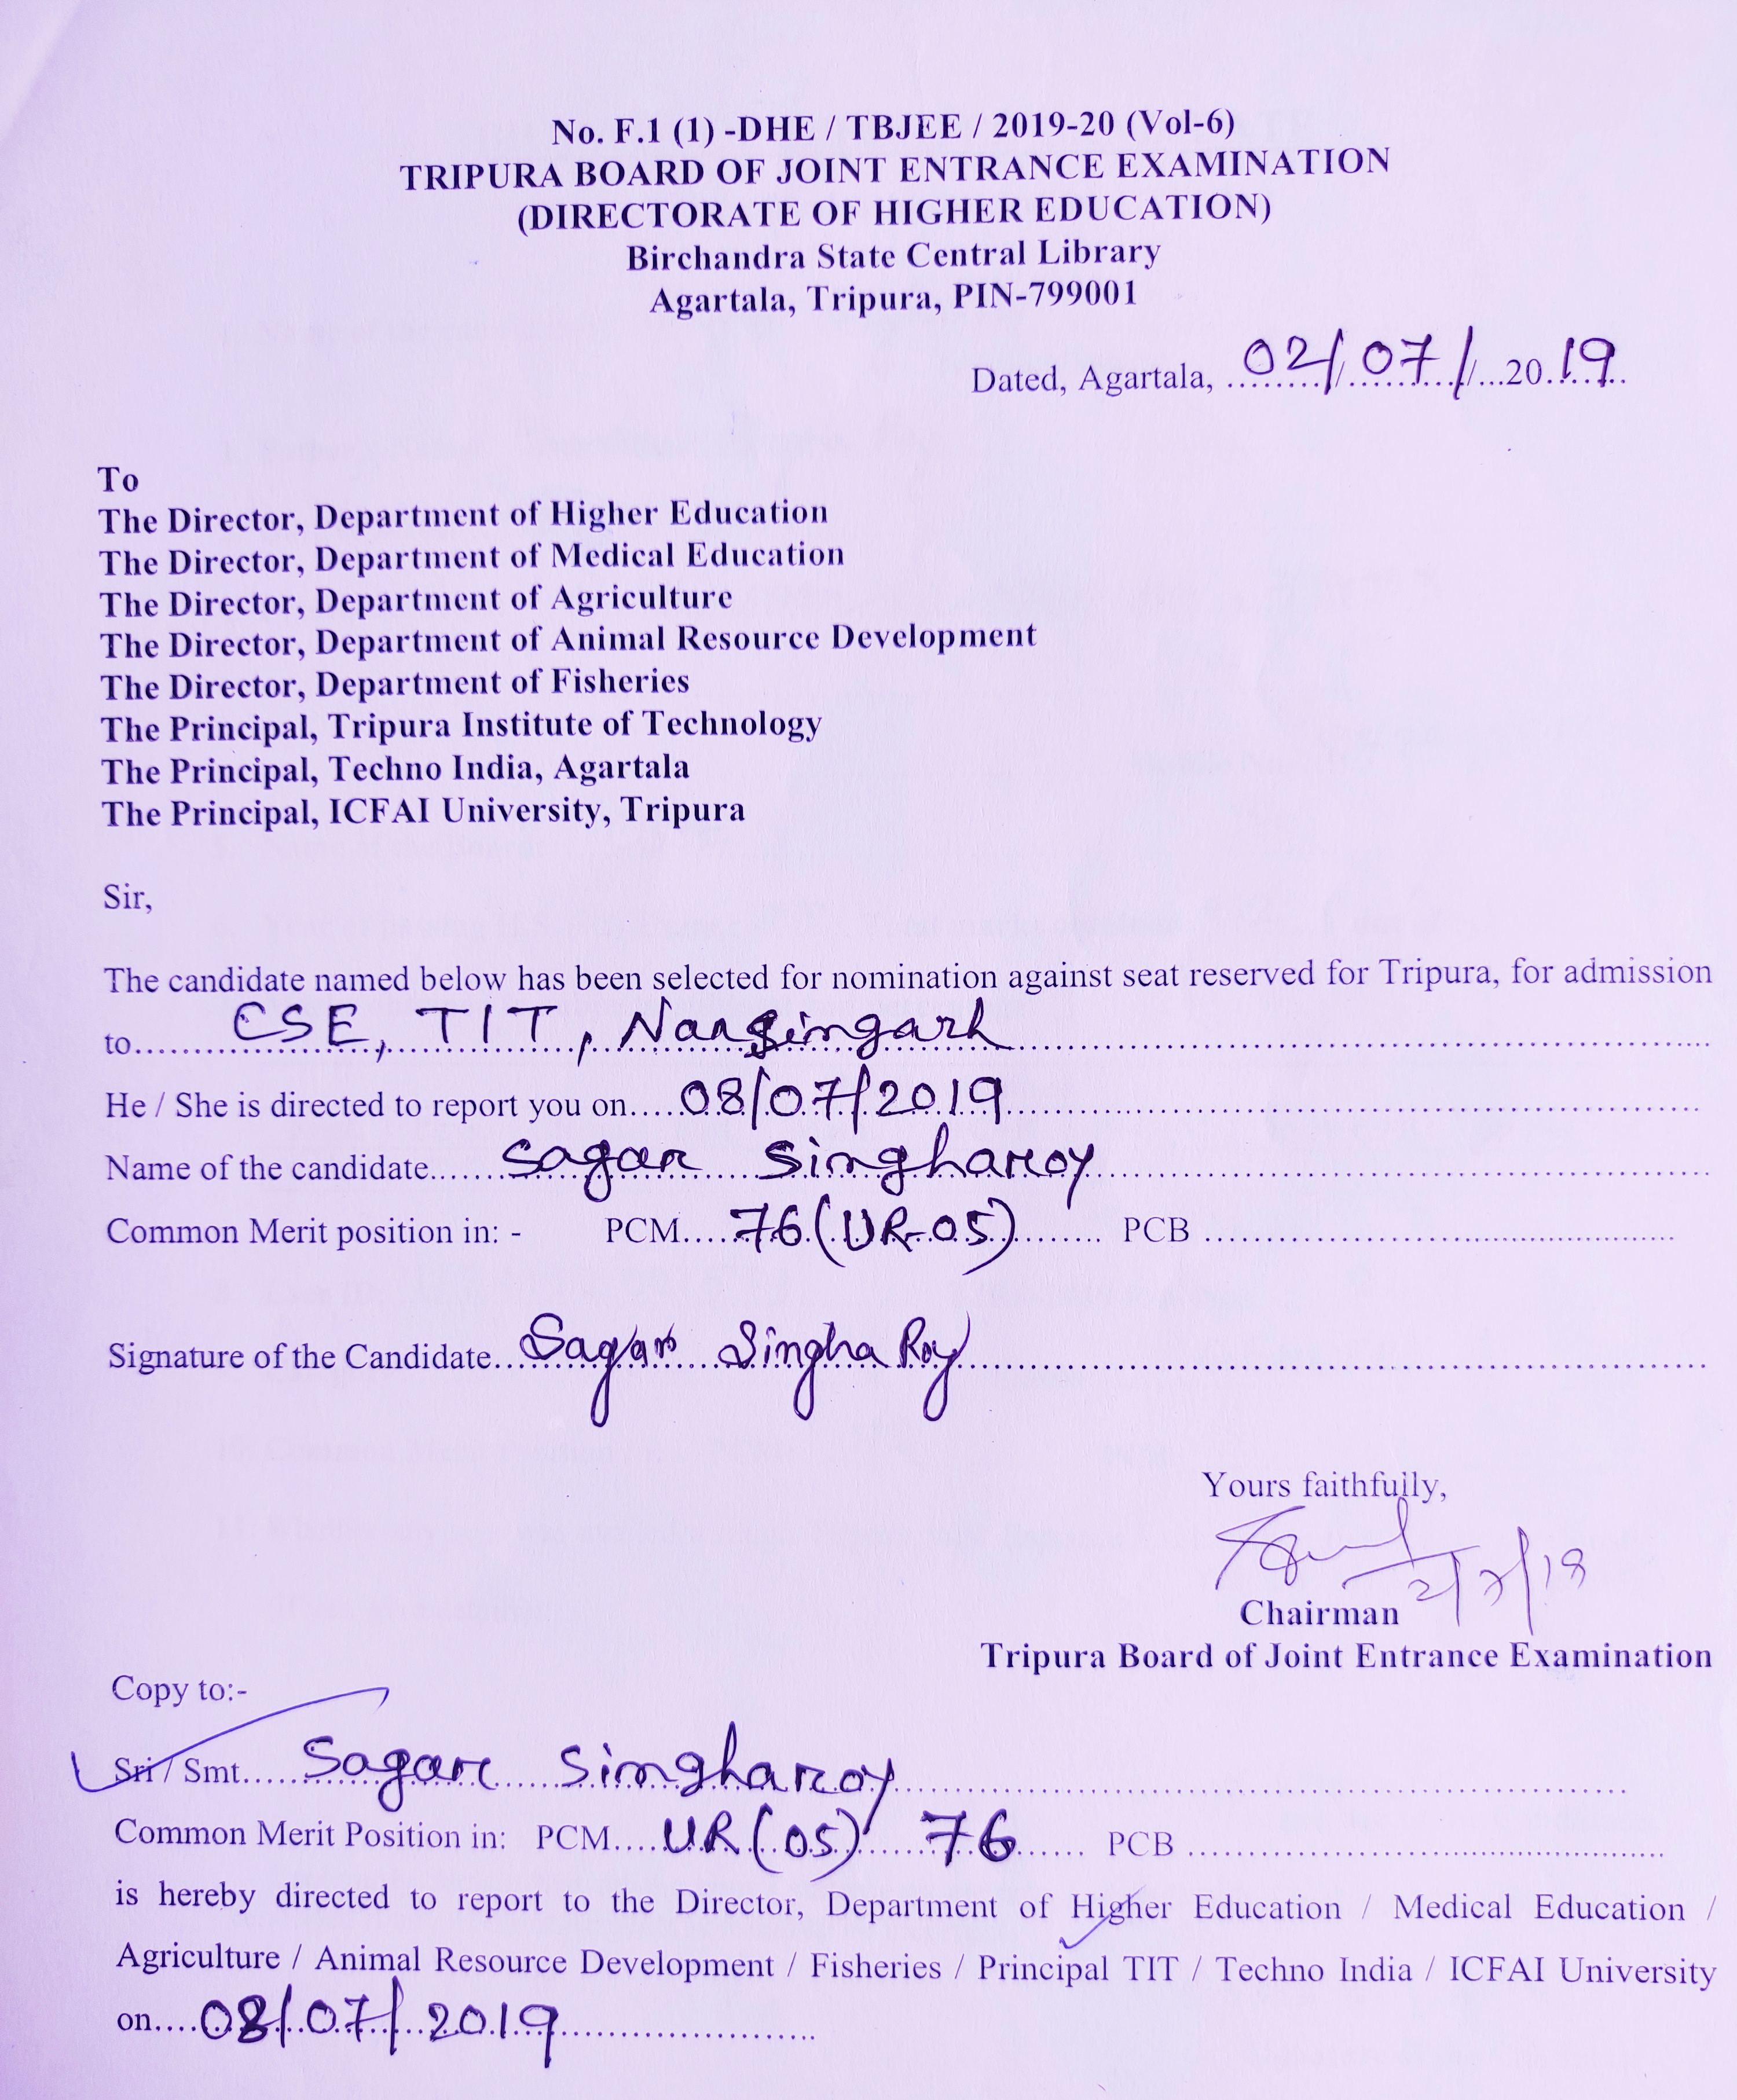 No. F.1 (1) -DHE / TBJEE / 2019-20 (Vol-6)
TRIPURA BOARD OF JOINT ENTRANCE EXAMINATION
(DIRECTORATE OF HIGHER EDUCATION)
Birchandra State Central Library
Agartala, Tripura, PIN-799001
Dated, Agartala, 02/07/2019
To
The Director, Department of Higher Education
The Director, Department of Medical Education
The Director, Department of Agriculture
The Director, Department of Animal Resource Development
The Director, Department of Fisheries
The Principal, Tripura Institute of Technology
The Principal, Techno India, Agartala
The Principal, ICFAI University, Tripura
Sir,
The candidate named below has been selected for nomination against seat reserved for Tripura, for admission
to CSE, TIT, Narsingarh
He / She is directed to report you on 08/07/2019
Name of the candidate Sagar Singharoy
Common Merit position in: - PCM 76 (UR-05) PCB
Signature of the Candidate Sagar Singha Roy
Yours faithfully,
2/7/19
Chairman
Tripura Board of Joint Entrance Examination
Copy to:-
Sri / Smt Sagar Singharoy
Common Merit Position in: PCM UR (05) 76 PCB
is hereby directed to report to the Director, Department of Higher Education / Medical Education /
Agriculture / Animal Resource Development / Fisheries / Principal TIT / Techno India / ICFAI University
on 08/07/2019